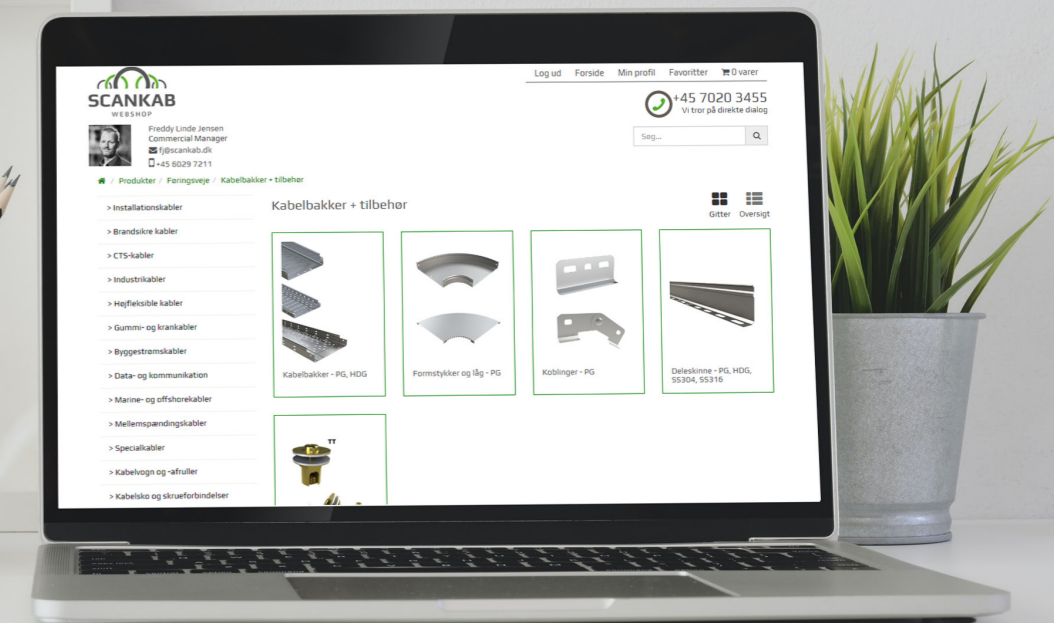 Log ud Forside Min profil Favoritter 0 varer
SCANKAB
WEBSHOP
+45 7020 3455
Vi tror på direkte dialog
Freddy Linde Jensen
Commercial Manager
fj@scankab.dk
+45 6029 7211
Søg...
/ Produkter / Føringsveje / Kabelbakker + tilbehør
> Installationskabler
> Brandsikre kabler
> CTS-kabler
> Industrikabler
> Højfleksible kabler
> Gummi- og krankabler
> Byggestrømskabler
> Data- og kommunikation
> Marine- og offshorekabler
> Mellemspændingskabler
> Specialkabler
> Kabelvogn og -afruller
> Kabelsko og skrueforbindelser
Kabelbakker + tilbehør
Gitter Oversigt
Kabelbakker - PG, HDG
Formstykker og låg - PG
Koblinger - PG
Deleskinne - PG, HDG,
SS304, SS316
TT